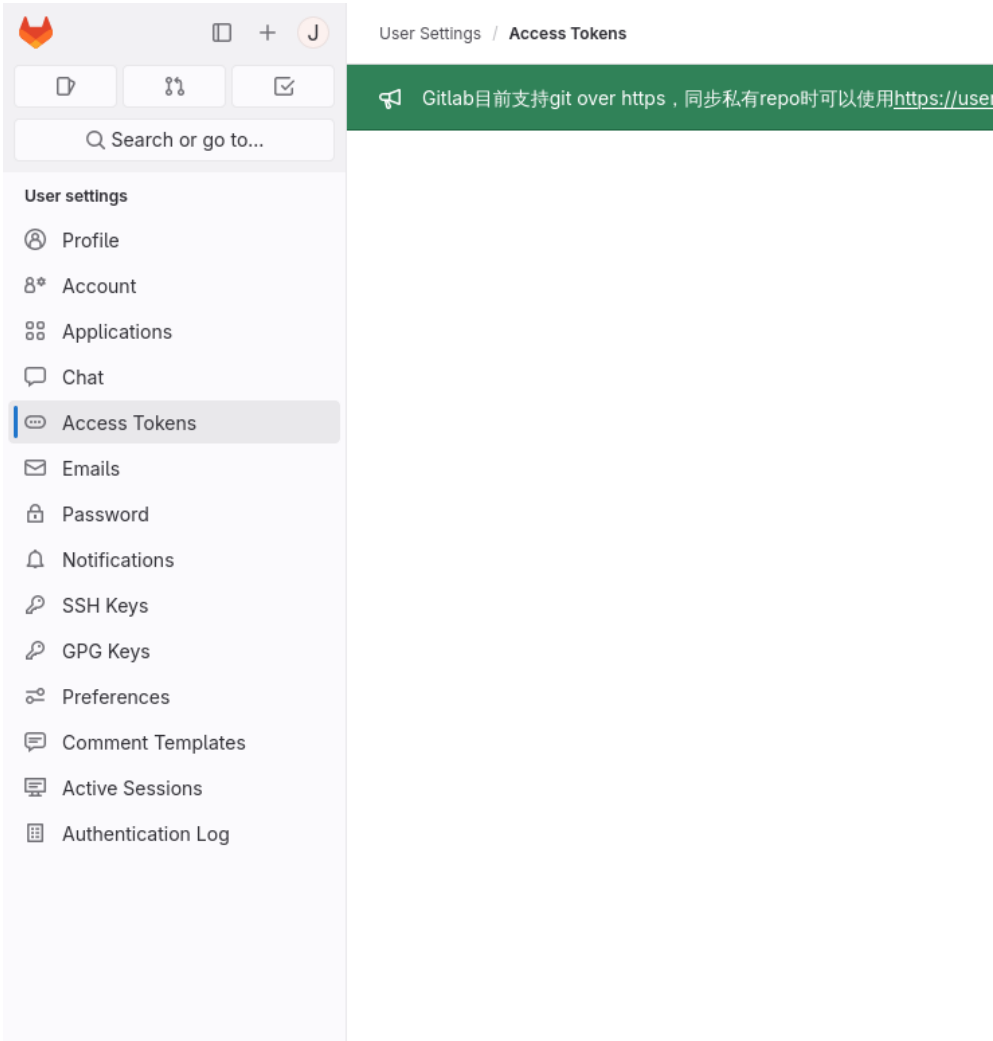 J
User Settings / Access Tokens
Gitlab目前支持git over https，同步私有repo时可以使用https://user
Search or go to...
User settings
Profile
Account
Applications
Chat
Access Tokens
Emails
Password
Notifications
SSH Keys
GPG Keys
Preferences
Comment Templates
Active Sessions
Authentication Log